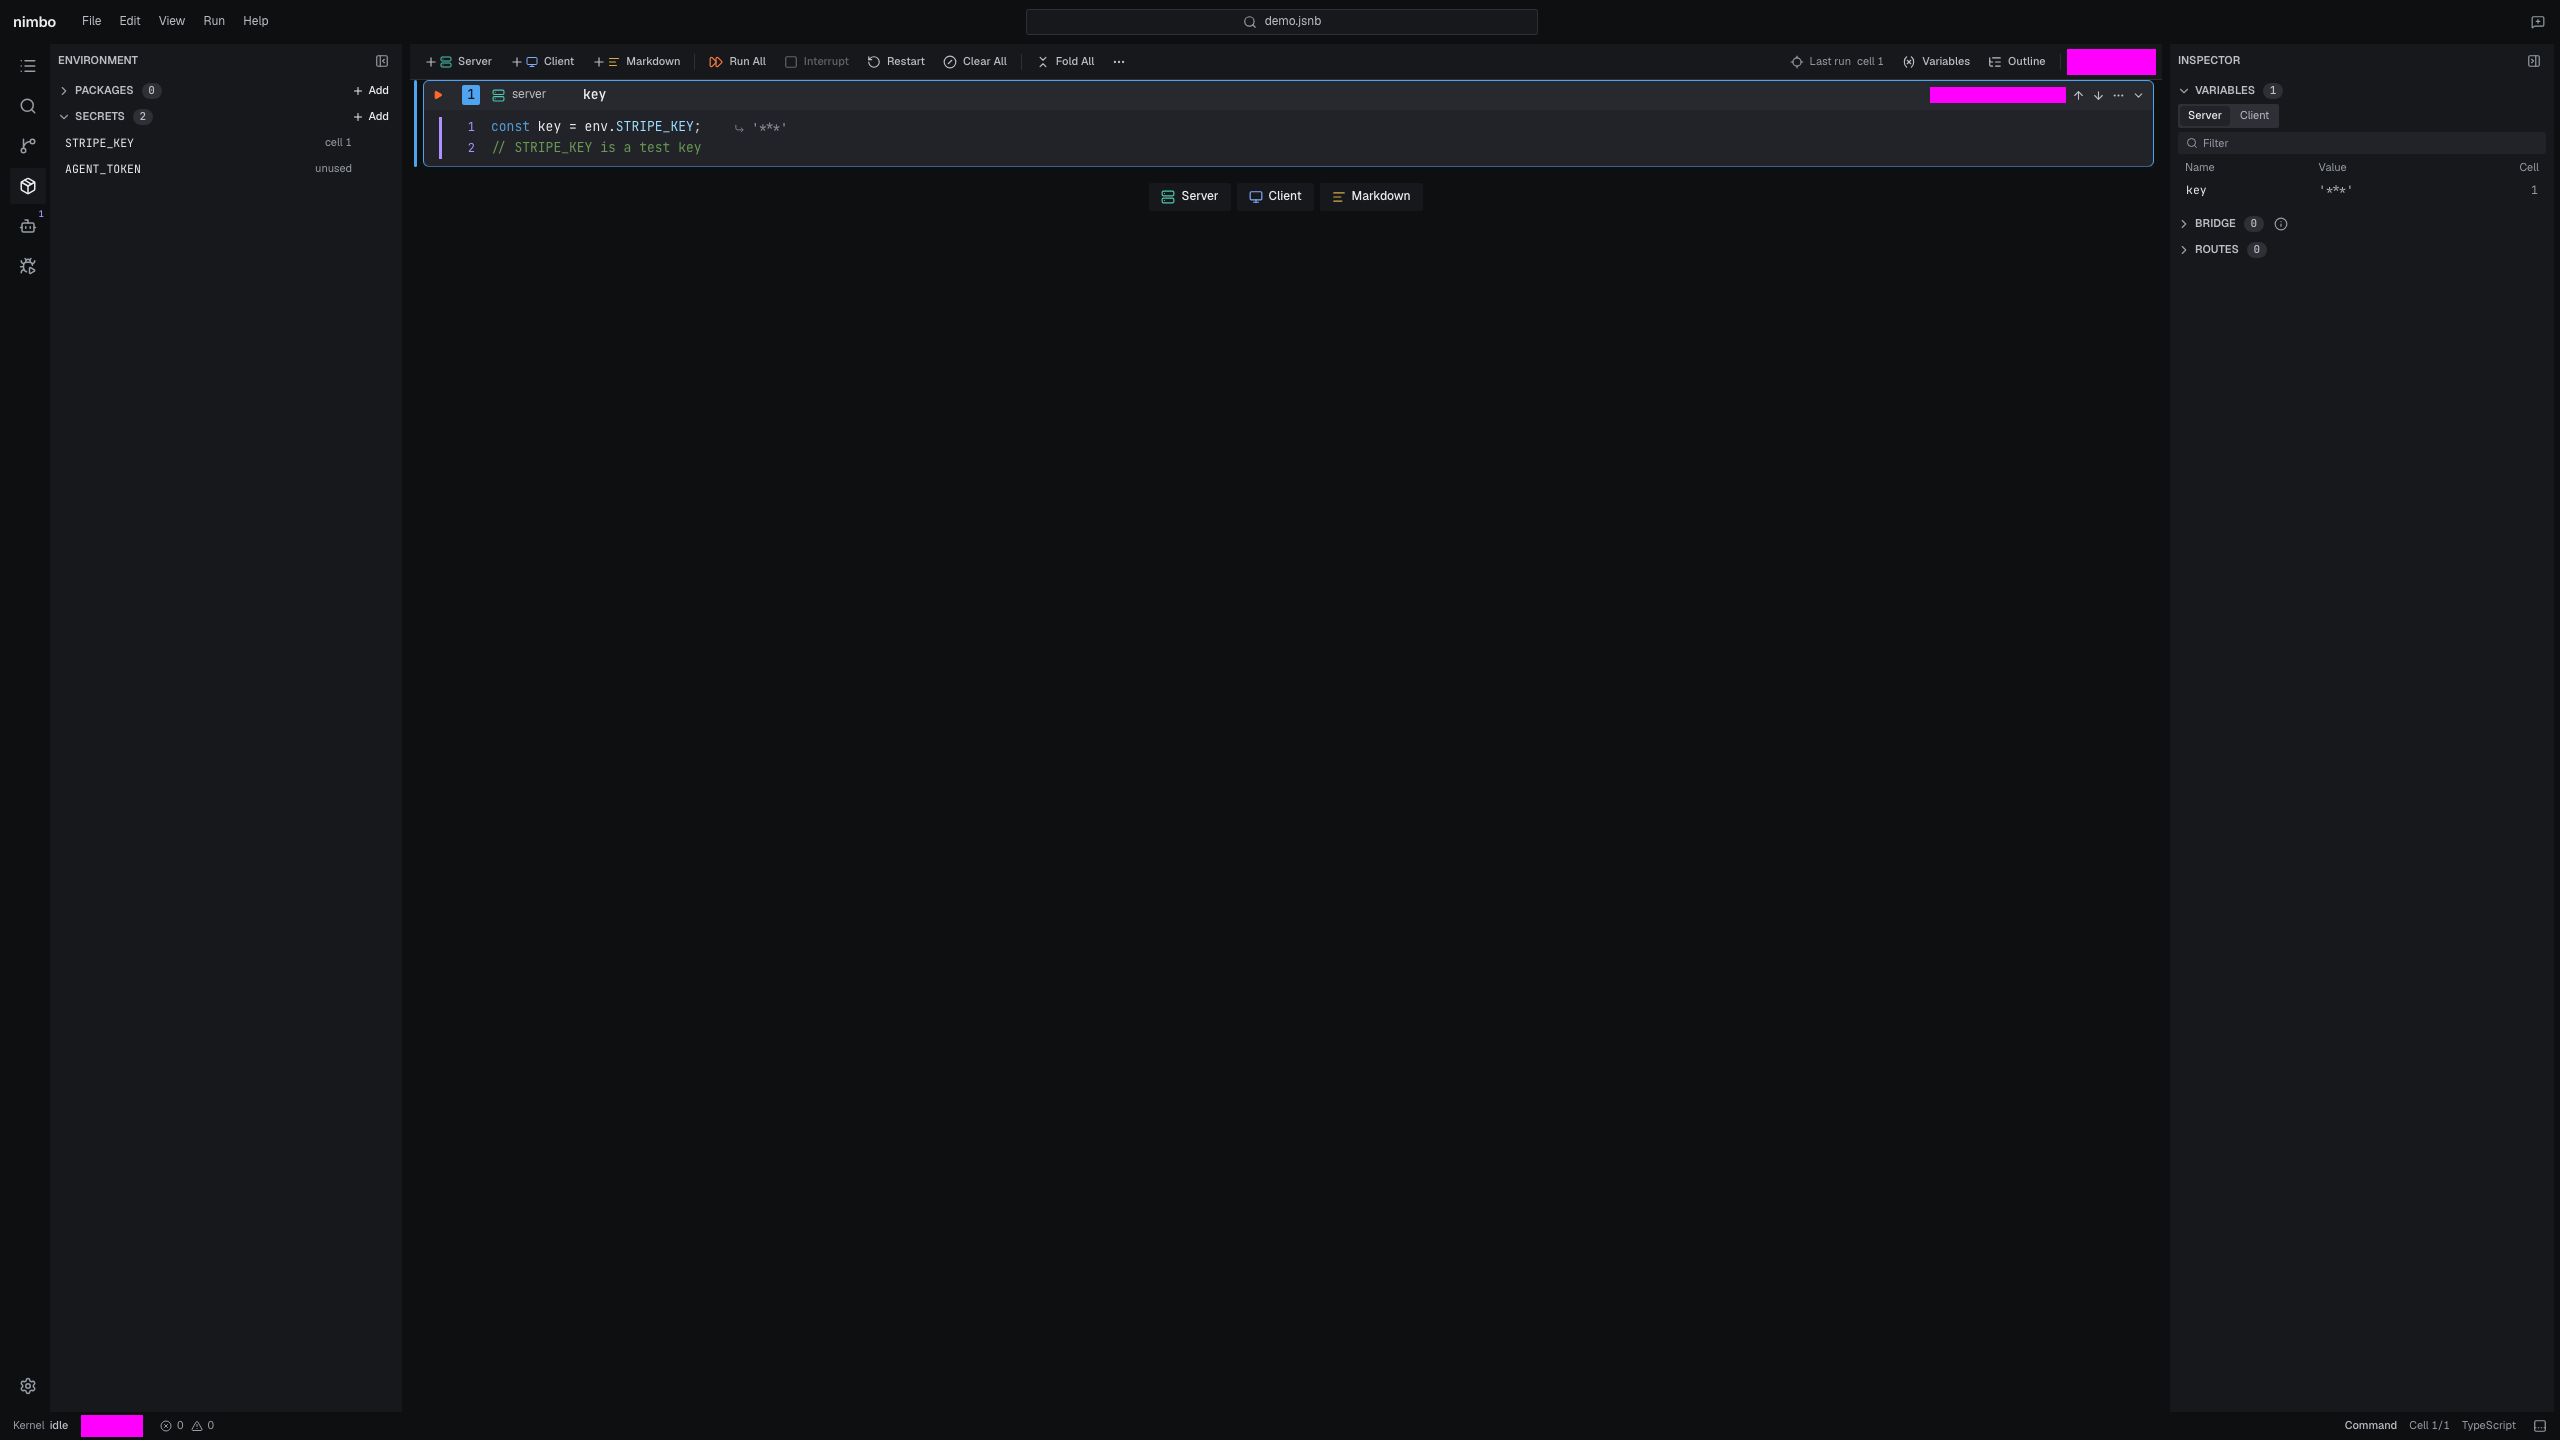 nimbo File Edit View Run Help demo.jsnb
ENVIRONMENT
PACKAGES 0 Add
SECRETS 2 Add
STRIPE_KEY cell 1
AGENT_TOKEN unused
1
Server Client Markdown Run All Interrupt Restart Clear All Fold All ... Last run cell 1 Variables Outline
1 server key
1 const key = env.STRIPE_KEY; '***'
2 // STRIPE_KEY is a test key
Server Client Markdown
INSPECTOR
VARIABLES 1
Server Client
Filter
Name Value Cell
key '***' 1
BRIDGE 0
ROUTES 0
Kernel idle 0 0 Command Cell 1/1 TypeScript